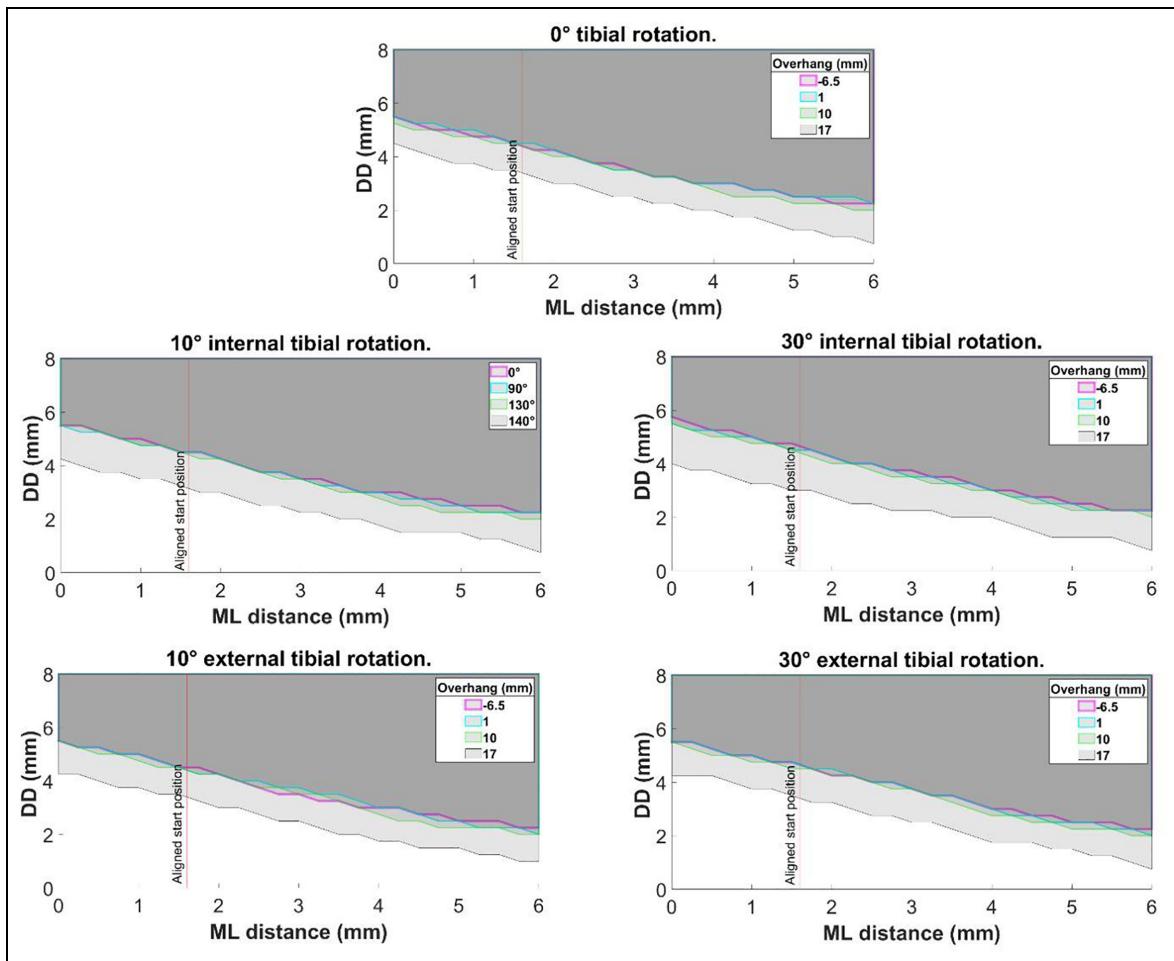 0° tibial rotation.
8
6
4
2
0
DD (mm)
Aligned start position
Overhang (mm)
-6.5
1
10
17
0 1 2 3 4 5 6
ML distance (mm)
10° internal tibial rotation.
8
6
4
2
0
DD (mm)
Aligned start position
0°
90°
130°
140°
0 1 2 3 4 5 6
ML distance (mm)
30° internal tibial rotation.
8
6
4
2
0
DD (mm)
Aligned start position
Overhang (mm)
-6.5
1
10
17
0 1 2 3 4 5 6
ML distance (mm)
10° external tibial rotation.
8
6
4
2
0
DD (mm)
Aligned start position
Overhang (mm)
-6.5
1
10
17
0 1 2 3 4 5 6
ML distance (mm)
30° external tibial rotation.
8
6
4
2
0
DD (mm)
Aligned start position
Overhang (mm)
-6.5
1
10
17
0 1 2 3 4 5 6
ML distance (mm)